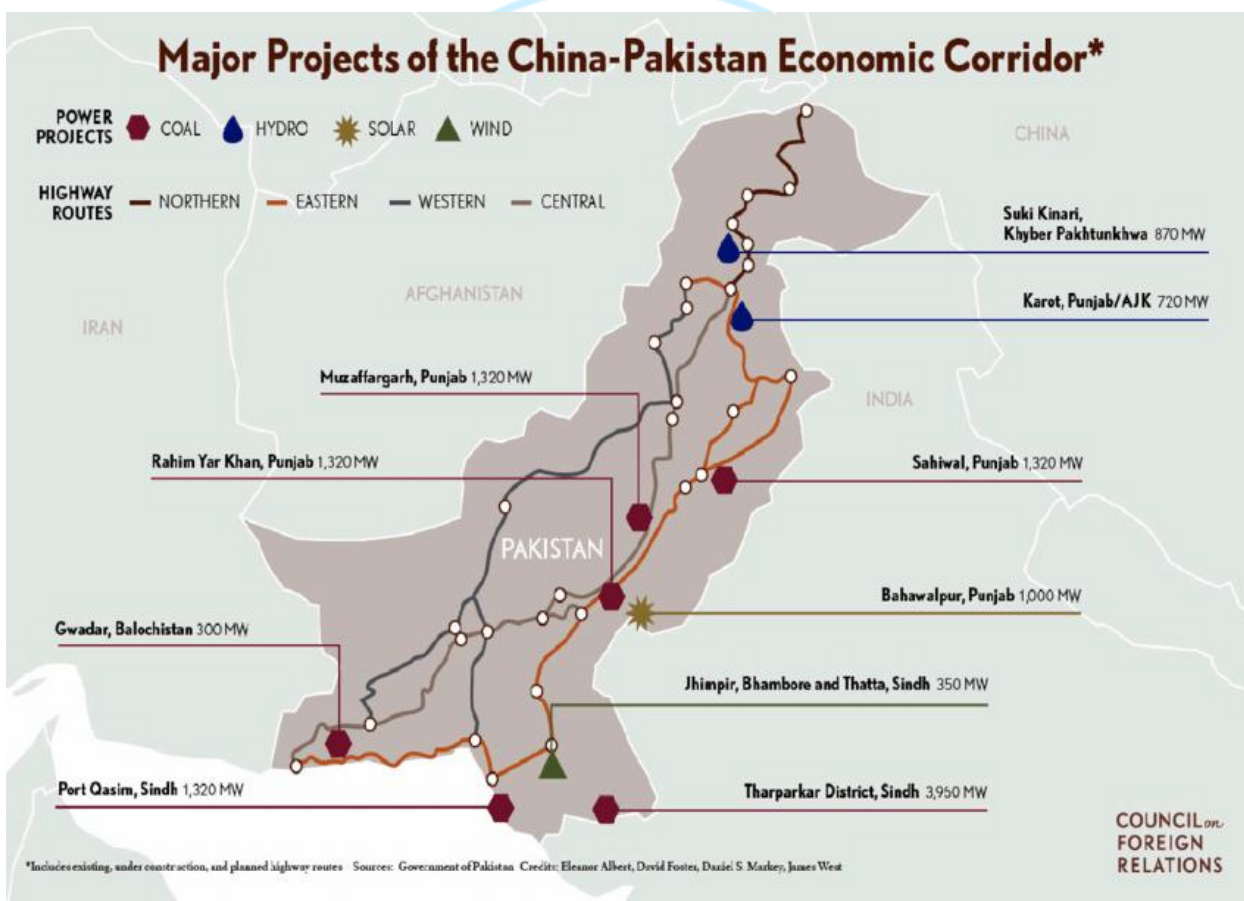 Major Projects of the China-Pakistan Economic Corridor*
POWER
PROJECTS
COAL
HYDRO
SOLAR
WIND
HIGHWAY
ROUTES
NORTHERN
EASTERN
WESTERN
CENTRAL
CHINA
Suki Kinari,
Khyber Pakhtunkhwa 870 MW
AFGHANISTAN
Karot, Punjab/AJK 720 MW
IRAN
Muzaffargarh, Punjab 1,320 MW
INDIA
Rahim Yar Khan, Punjab 1,320 MW
Sahiwal, Punjab 1,320 MW
PAKISTAN
Bahawalpur, Punjab 1,000 MW
Gwadar, Balochistan 300 MW
Jhimpir, Bhambore and Thatta, Sindh 350 MW
Port Qasim, Sindh 1,320 MW
Tharparkar District, Sindh 3,960 MW
COUNCIL on
FOREIGN
RELATIONS
*Includes existing, under construction, and planned highway routes Sources: Government of Pakistan Credits: Eleanor Albert, David Foster, Daniel S. Markey, James West